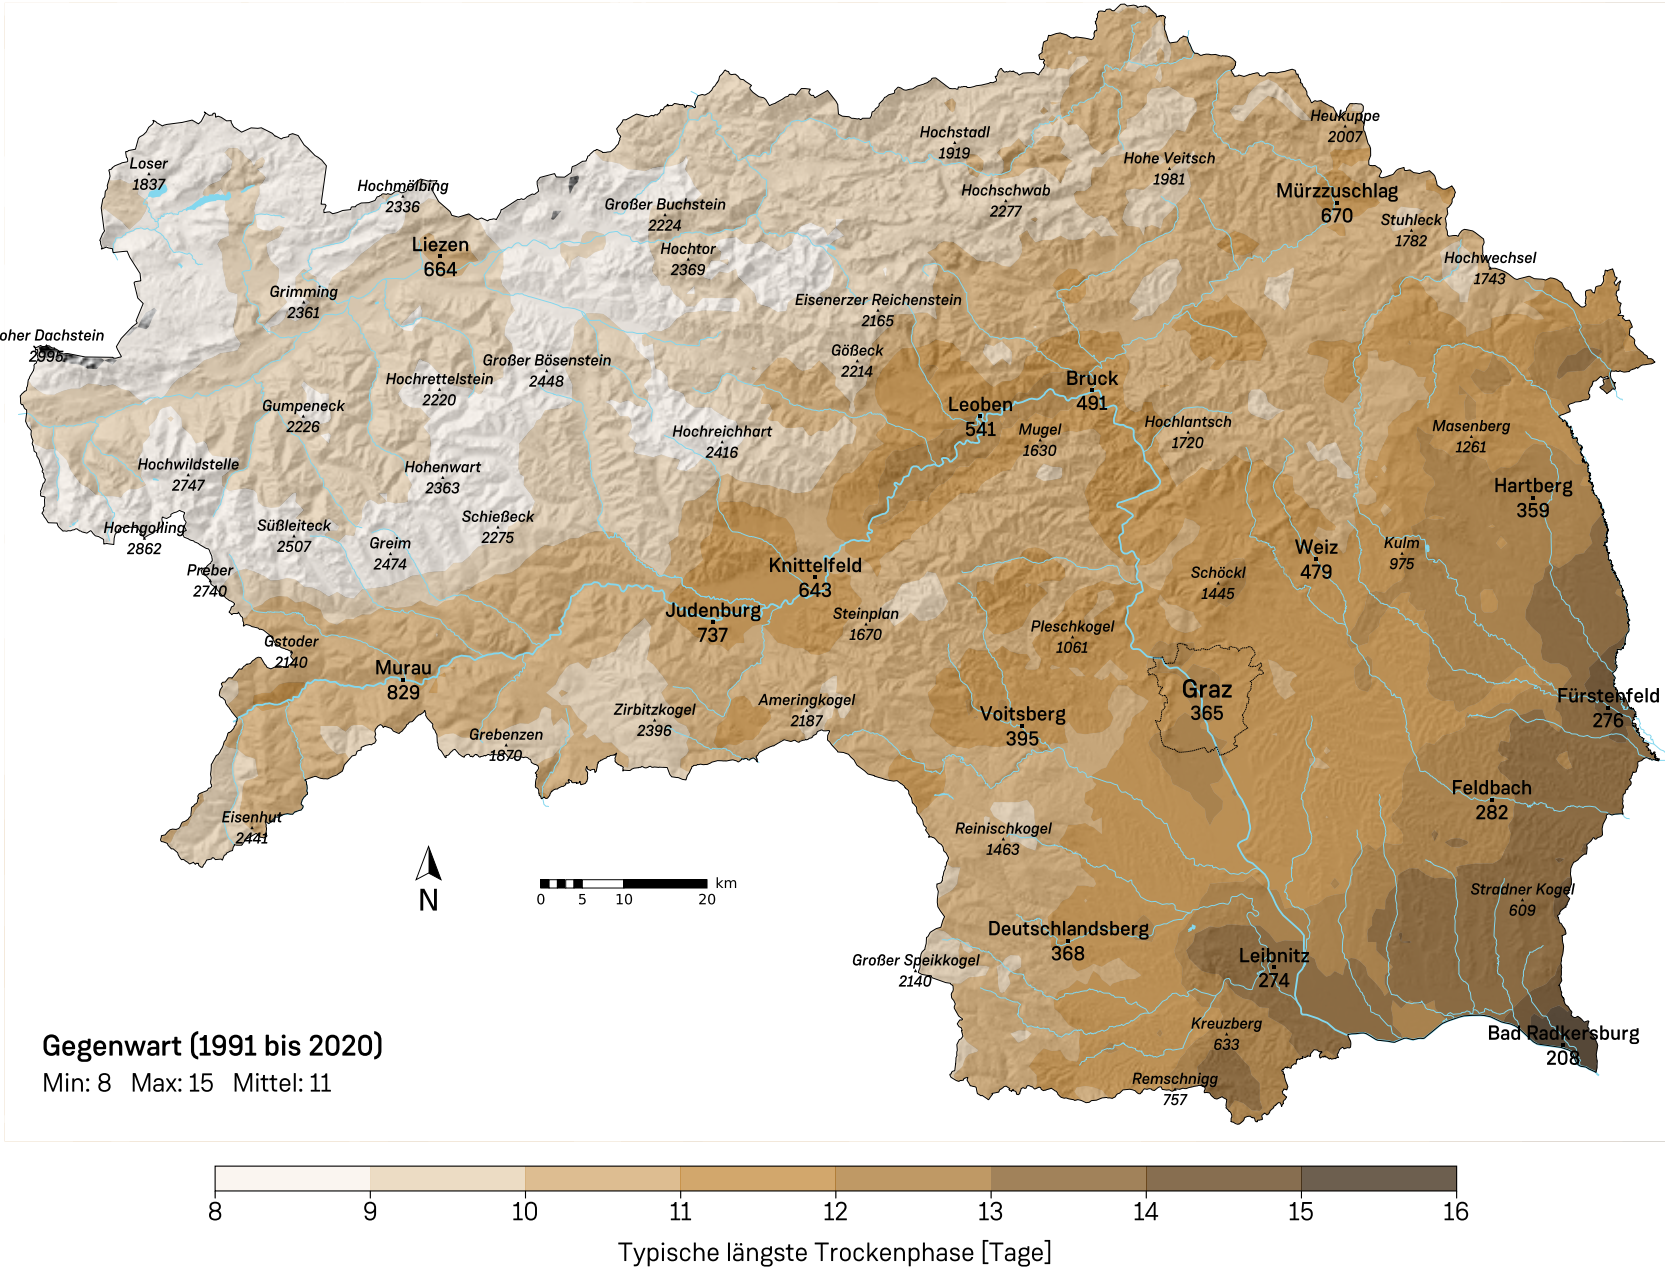 Heukuppe
2007
Hochstadl
1919
Hohe Veitsch
1981
Loser
1837
Hochmölbing
2336
Hochschwab
2277
Mürzzuschlag
670
Großer Buchstein
2224
Stuhleck
1782
Liezen
664
Hochtor
2369
Hochwechsel
1743
Grimming
2361
Eisenerzer Reichenstein
2165
oher Dachstein
2995
Gößeck
2214
Großer Bösenstein
2448
Hochrettelstein
2220
Bruck
491
Gumpeneck
2226
Leoben
541
Mugel
1630
Hochlantsch
1720
Masenberg
1261
Hochreichhart
2416
Hochwildstelle
2747
Hohenwart
2363
Hartberg
359
Hochgolling
2862
Süßleiteck
2507
Schießeck
2275
Greim
2474
Weiz
479
Kulm
975
Preber
2740
Knittelfeld
643
Schöckl
1445
Judenburg
737
Steinplan
1670
Pleschkogel
1061
Gstoder
2140
Murau
829
Graz
365
Fürstenfeld
276
Zirbitzkogel
2396
Ameringkogel
2187
Voitsberg
395
Grebenzen
1870
Feldbach
282
Eisenhut
2441
Reinischkogel
1463
N
km
0 5 10 20
Stradner Kogel
609
Deutschlandsberg
368
Großer Speikkogel
2140
Leibnitz
274
Kreuzberg
633
Bad Radkersburg
208
Remschnigg
757
Gegenwart (1991 bis 2020)
Min: 8 Max: 15 Mittel: 11
8 9 10 11 12 13 14 15 16
Typische längste Trockenphase [Tage]